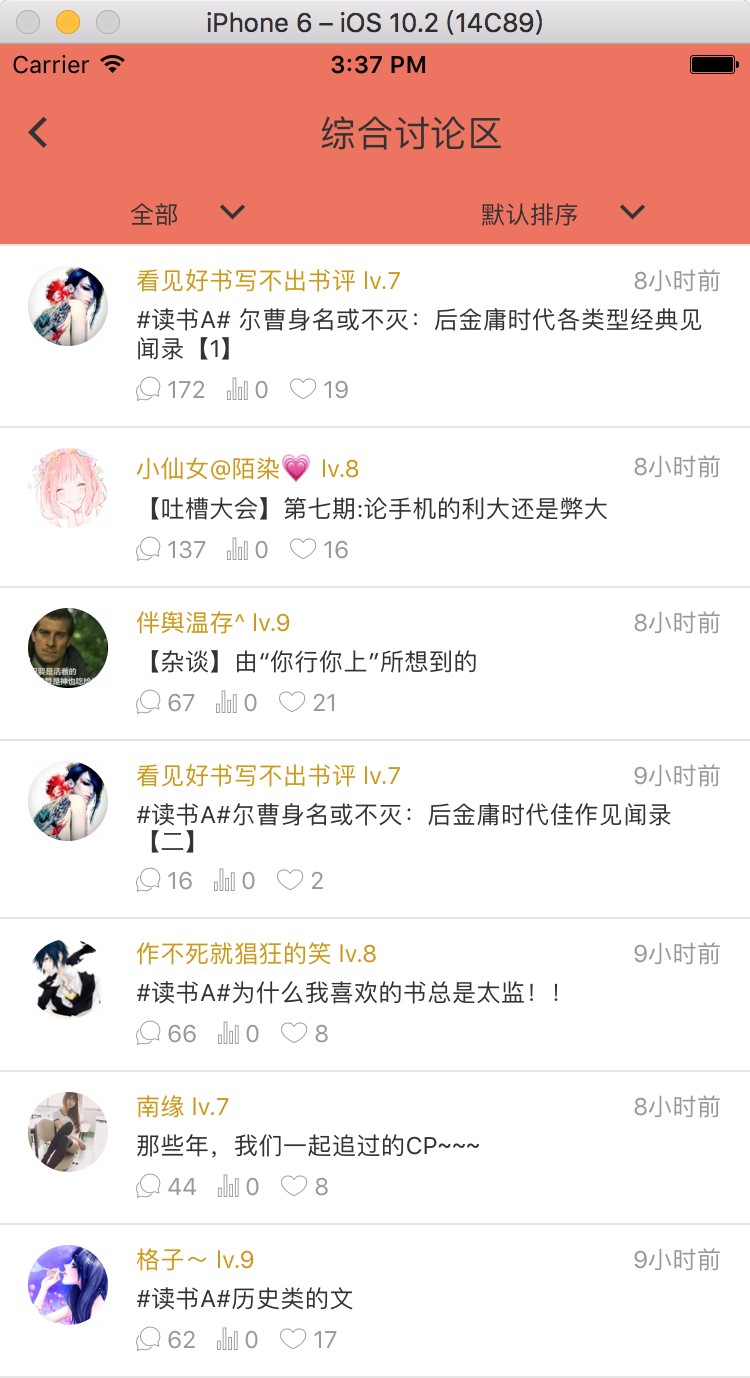 iPhone 6 – iOS 10.2 (14C89)
Carrier 3:37 PM
综合讨论区
全部 默认排序
看见好书写不出书评 lv.7 8小时前
#读书A# 尔曹身名或不灭：后金庸时代各类型经典见
闻录【1】
172 0 19
小仙女@陌染💗 lv.8 8小时前
【吐槽大会】第七期:论手机的利大还是弊大
137 0 16
伴舆温存^ lv.9 8小时前
【杂谈】由“你行你上”所想到的
67 0 21
看见好书写不出书评 lv.7 9小时前
#读书A#尔曹身名或不灭：后金庸时代佳作见闻录
【二】
16 0 2
作不死就猖狂的笑 lv.8 9小时前
#读书A#为什么我喜欢的书总是太监！！
66 0 8
南缘 lv.7 8小时前
那些年，我们一起追过的CP~~~
44 0 8
格子～ lv.9 9小时前
#读书A#历史类的文
62 0 17